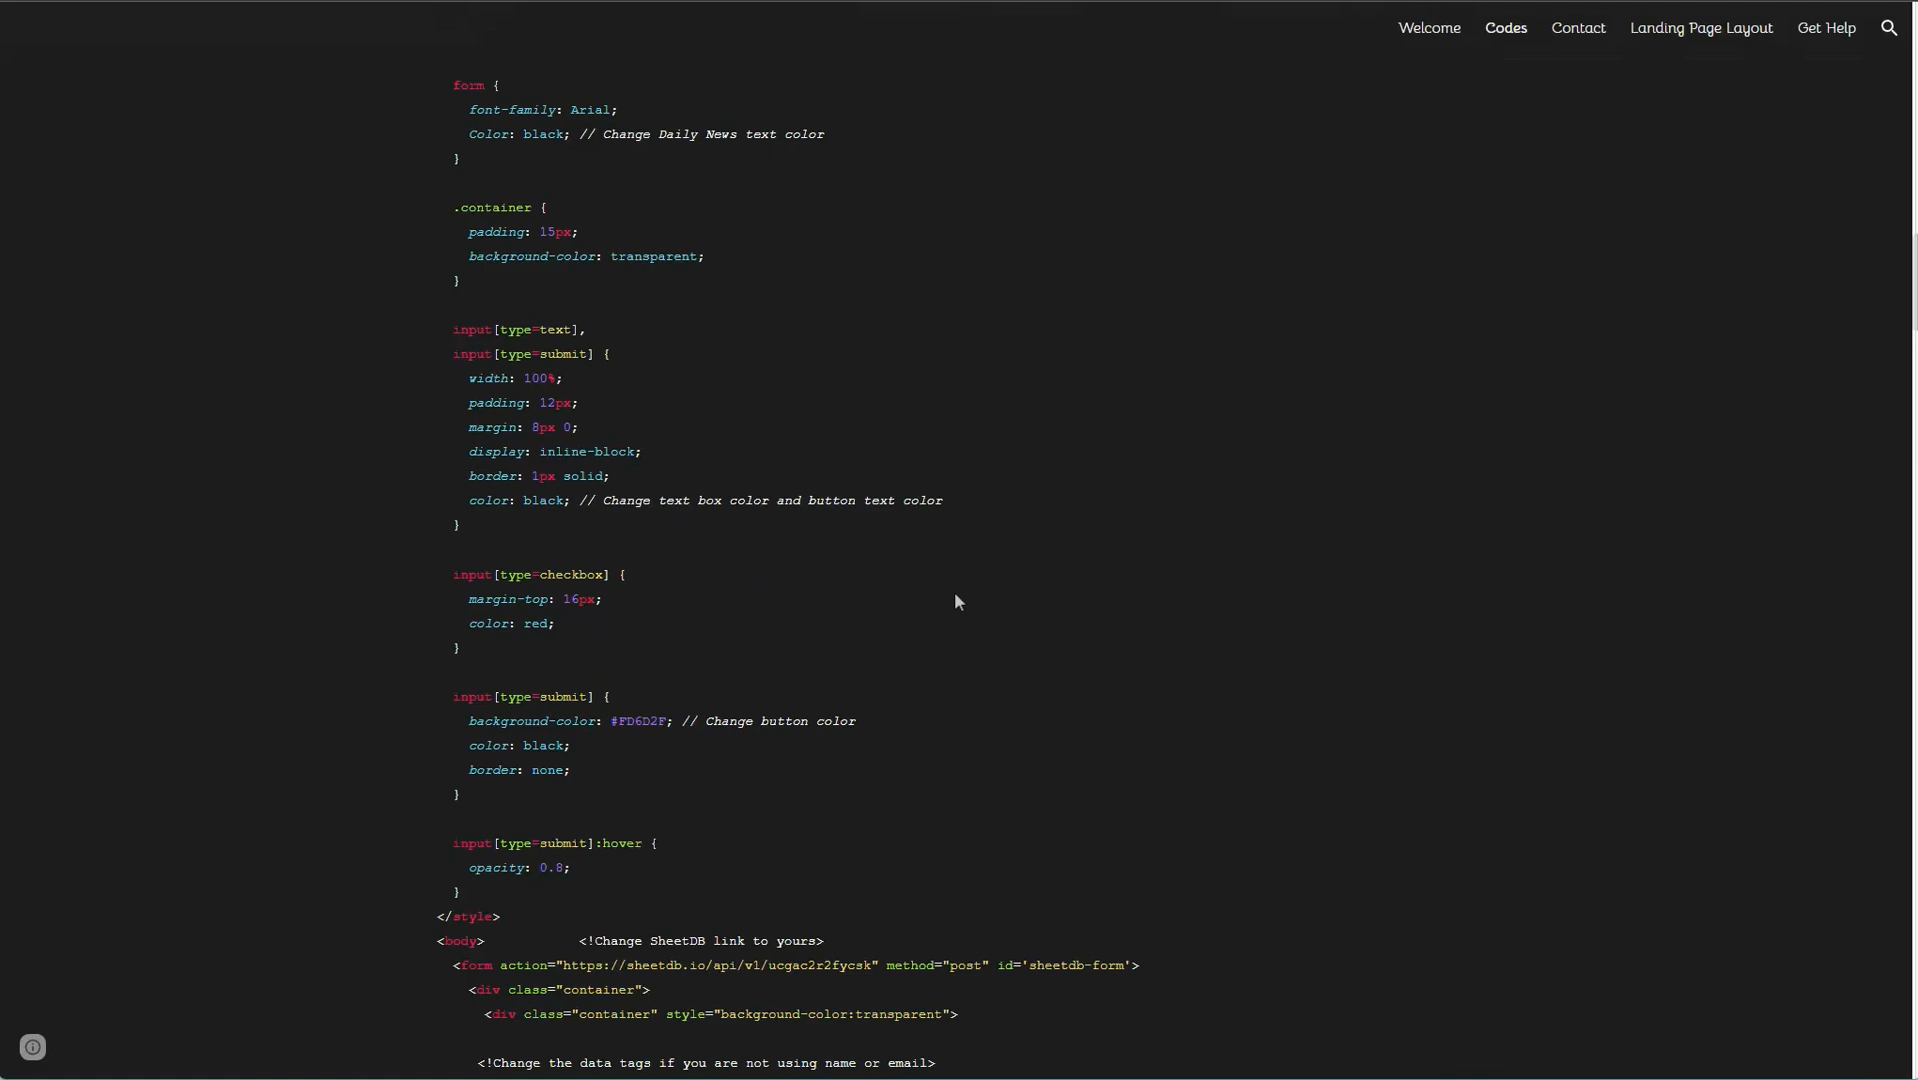 Welcome Codes Contact Landing Page Layout Get Help
form {
font-family: Arial;
Color: black; // Change Daily News text color
}
.container {
padding: 15px;
background-color: transparent;
}
input[type=text],
input[type=submit] {
width: 100%;
padding: 12px;
margin: 8px 0;
display: inline-block;
border: 1px solid;
color: black; // Change text box color and button text color
}
input[type=checkbox] {
margin-top: 16px;
color: red;
}
input[type=submit] {
background-color: #FD6D2F; // Change button color
color: black;
border: none;
}
input[type=submit]:hover {
opacity: 0.8;
}
</style>
<body> <!Change SheetDB link to yours>
<form action="https://sheetdb.io/api/v1/ucgac2r2fycsk" method="post" id='sheetdb-form'>
<div class="container">
<div class="container" style="background-color:transparent">
<!Change the data tags if you are not using name or email>